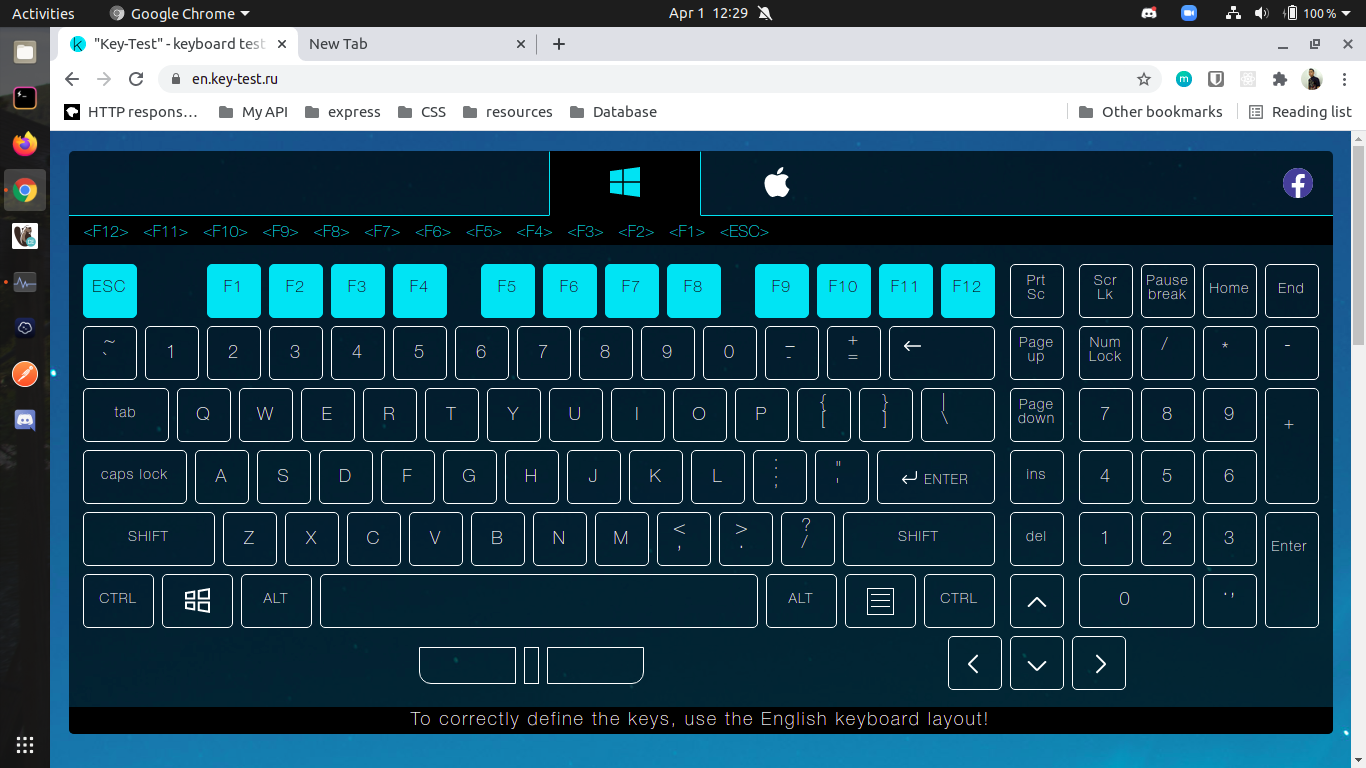 Activities Google Chrome Apr 1 12:29 100 %
"Key-Test" - keyboard test New Tab
en.key-test.ru
HTTP respons… My API express CSS resources Database Other bookmarks Reading list
<F12> <F11> <F10> <F9> <F8> <F7> <F6> <F5> <F4> <F3> <F2> <F1> <ESC>
ESC F1 F2 F3 F4 F5 F6 F7 F8 F9 F10 F11 F12 Prt Sc Scr Lk Pause break Home End
~ ` 1 2 3 4 5 6 7 8 9 0 _ - + = ← Page up Num Lock / * -
tab Q W E R T Y U I O P { [ } ] | \ Page down 7 8 9 +
caps lock A S D F G H J K L : ; " ' ENTER ins 4 5 6
SHIFT Z X C V B N M < , > . ? / SHIFT del 1 2 3 Enter
CTRL ALT ALT CTRL 0 . ,
To correctly define the keys, use the English keyboard layout!